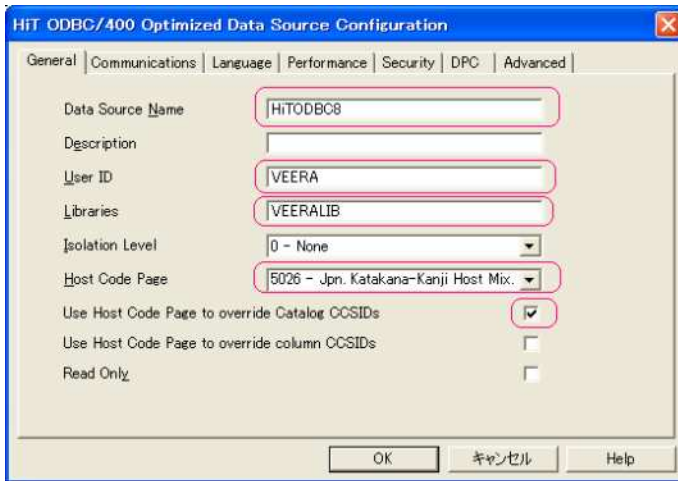 HiT ODBC/400 Optimized Data Source Configuration
General Communications Language Performance Security DPC Advanced
Data Source Name HiTODBC8
Description
User ID VEERA
Libraries VEERALIB
Isolation Level 0 - None
Host Code Page 5026 - Jpn. Katakana-Kanji Host Mix.
Use Host Code Page to override Catalog CCSIDs
Use Host Code Page to override column CCSIDs
Read Only
OK キャンセル Help